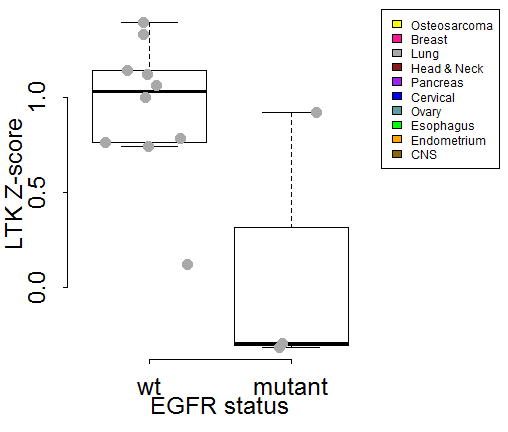 Osteosarcoma
Breast
Lung
Head & Neck
Pancreas
Cervical
Ovary
Esophagus
Endometrium
CNS
LTK Z-score
1.0
0.5
0.0
wt mutant
EGFR status